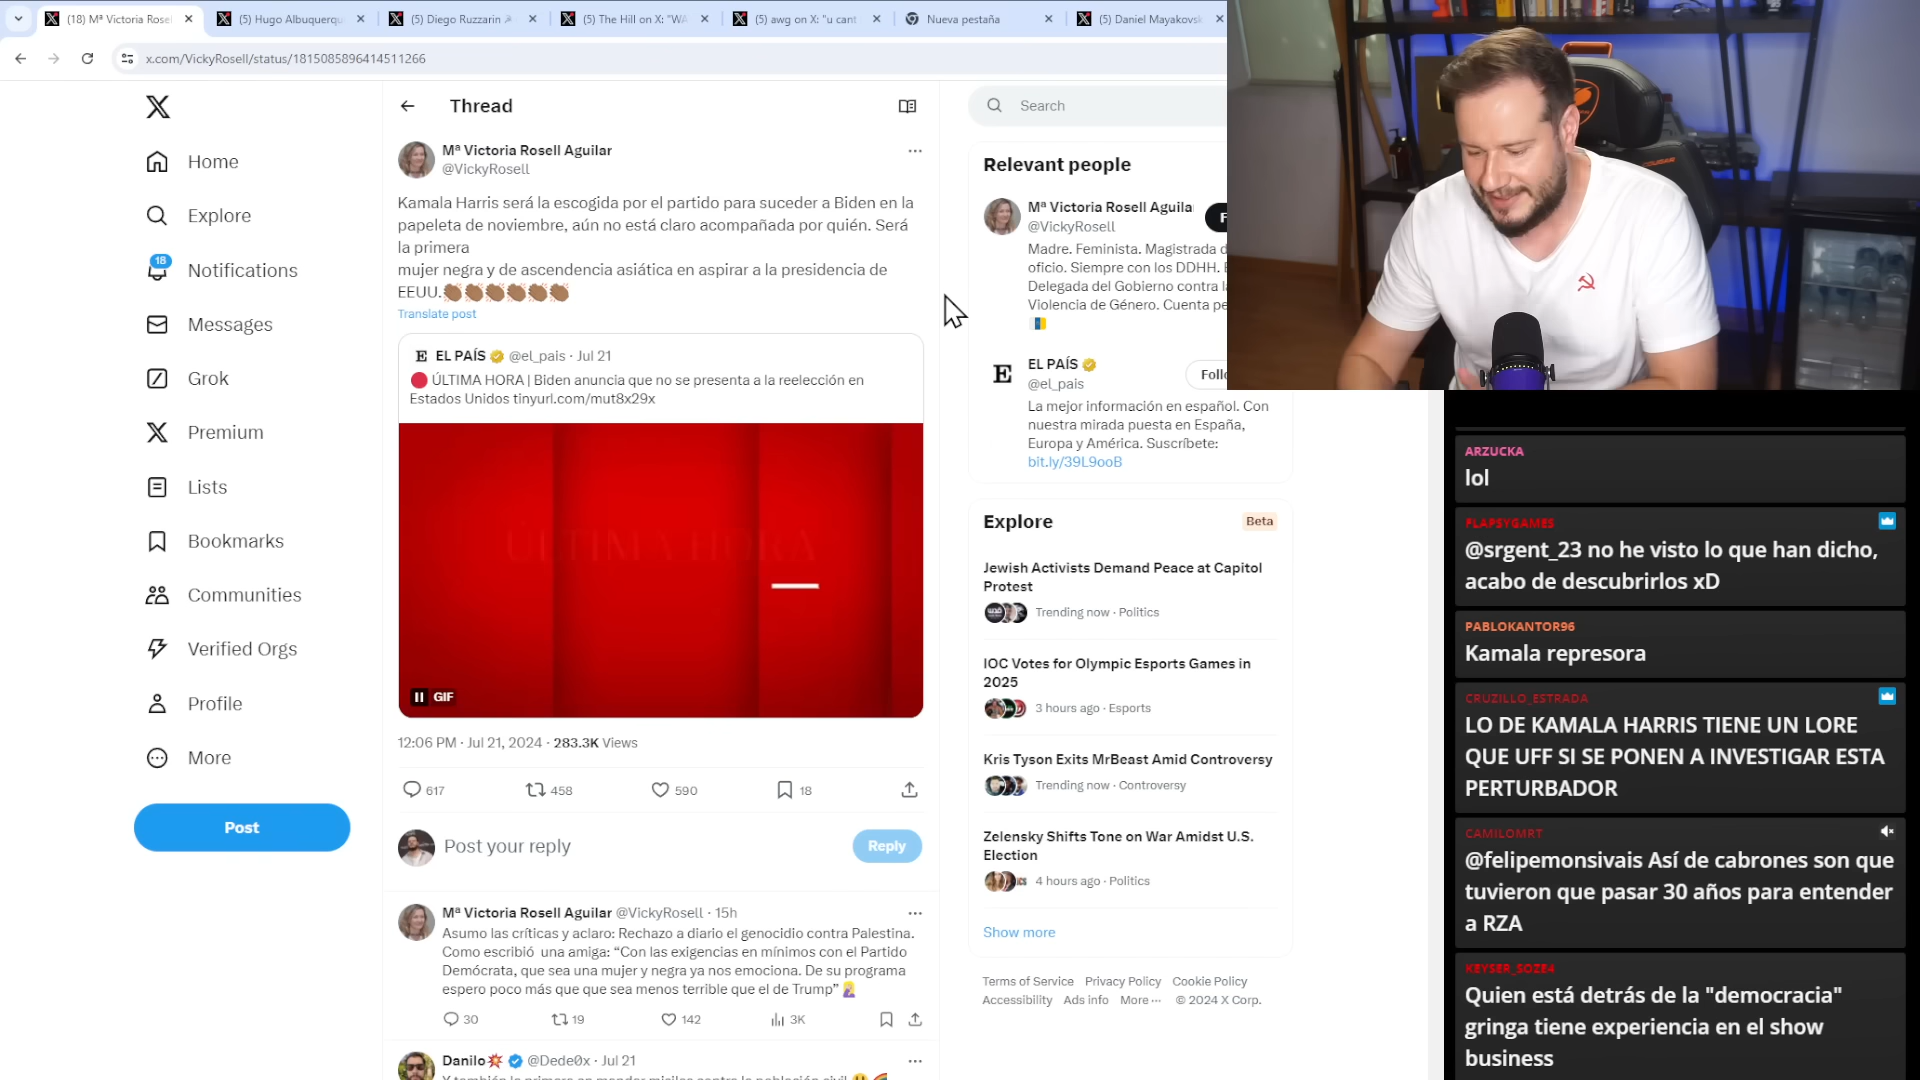 (18) Mª Victoria Rosel
(5) Hugo Albuquerqu
(5) Diego Ruzzarin
(5) The Hill on X: "WA
(5) awg on X: "u cant
Nueva pestaña
(5) Daniel Mayakovsk
x.com/VickyRosell/status/1815085896414511266
Home
Explore
18
Notifications
Messages
Grok
Premium
Lists
Bookmarks
Communities
Verified Orgs
Profile
More
Post
Thread
Mª Victoria Rosell Aguilar
@VickyRosell
Kamala Harris será la escogida por el partido para suceder a Biden en la
papeleta de noviembre, aún no está claro acompañada por quién. Será
la primera
mujer negra y de ascendencia asiática en aspirar a la presidencia de
EEUU.👏🏾👏🏾👏🏾👏🏾👏🏾👏🏾
Translate post
E EL PAÍS @el_pais · Jul 21
🔴 ÚLTIMA HORA | Biden anuncia que no se presenta a la reelección en
Estados Unidos tinyurl.com/mut8x29x
ÚLTIMA HORA
GIF
12:06 PM · Jul 21, 2024 · 283.3K Views
617 458 590 18
Post your reply
Reply
Mª Victoria Rosell Aguilar @VickyRosell · 15h
Asumo las críticas y aclaro: Rechazo a diario el genocidio contra Palestina.
Como escribió una amiga: “Con las exigencias en mínimos con el Partido
Demócrata, que sea una mujer y negra ya nos emociona. De su programa
espero poco más que que sea menos terrible que el de Trump”
30 19 142 3K
Danilo💥 @Dede0x · Jul 21
Search
Relevant people
Mª Victoria Rosell Aguila
@VickyRosell
F
Madre. Feminista. Magistrada d
oficio. Siempre con los DDHH. E
Delegada del Gobierno contra l
Violencia de Género. Cuenta pe
E
EL PAÍS
@el_pais
Follo
La mejor información en español. Con
nuestra mirada puesta en España,
Europa y América. Suscríbete:
bit.ly/39L9ooB
Explore
Beta
Jewish Activists Demand Peace at Capitol
Protest
Trending now · Politics
IOC Votes for Olympic Esports Games in
2025
3 hours ago · Esports
Kris Tyson Exits MrBeast Amid Controversy
Trending now · Controversy
Zelensky Shifts Tone on War Amidst U.S.
Election
4 hours ago · Politics
Show more
Terms of Service Privacy Policy Cookie Policy
Accessibility Ads info More ··· © 2024 X Corp.
COUGAR
ARZUCKA
lol
FLAPSYGAMES
@srgent_23 no he visto lo que han dicho,
acabo de descubrirlos xD
PABLOKANTOR96
Kamala represora
CRUZILLO_ESTRADA
LO DE KAMALA HARRIS TIENE UN LORE
QUE UFF SI SE PONEN A INVESTIGAR ESTA
PERTURBADOR
CAMILOMRT
@felipemonsivais Así de cabrones son que
tuvieron que pasar 30 años para entender
a RZA
KEYSER_SOZE4
Quien está detrás de la "democracia"
gringa tiene experiencia en el show
business